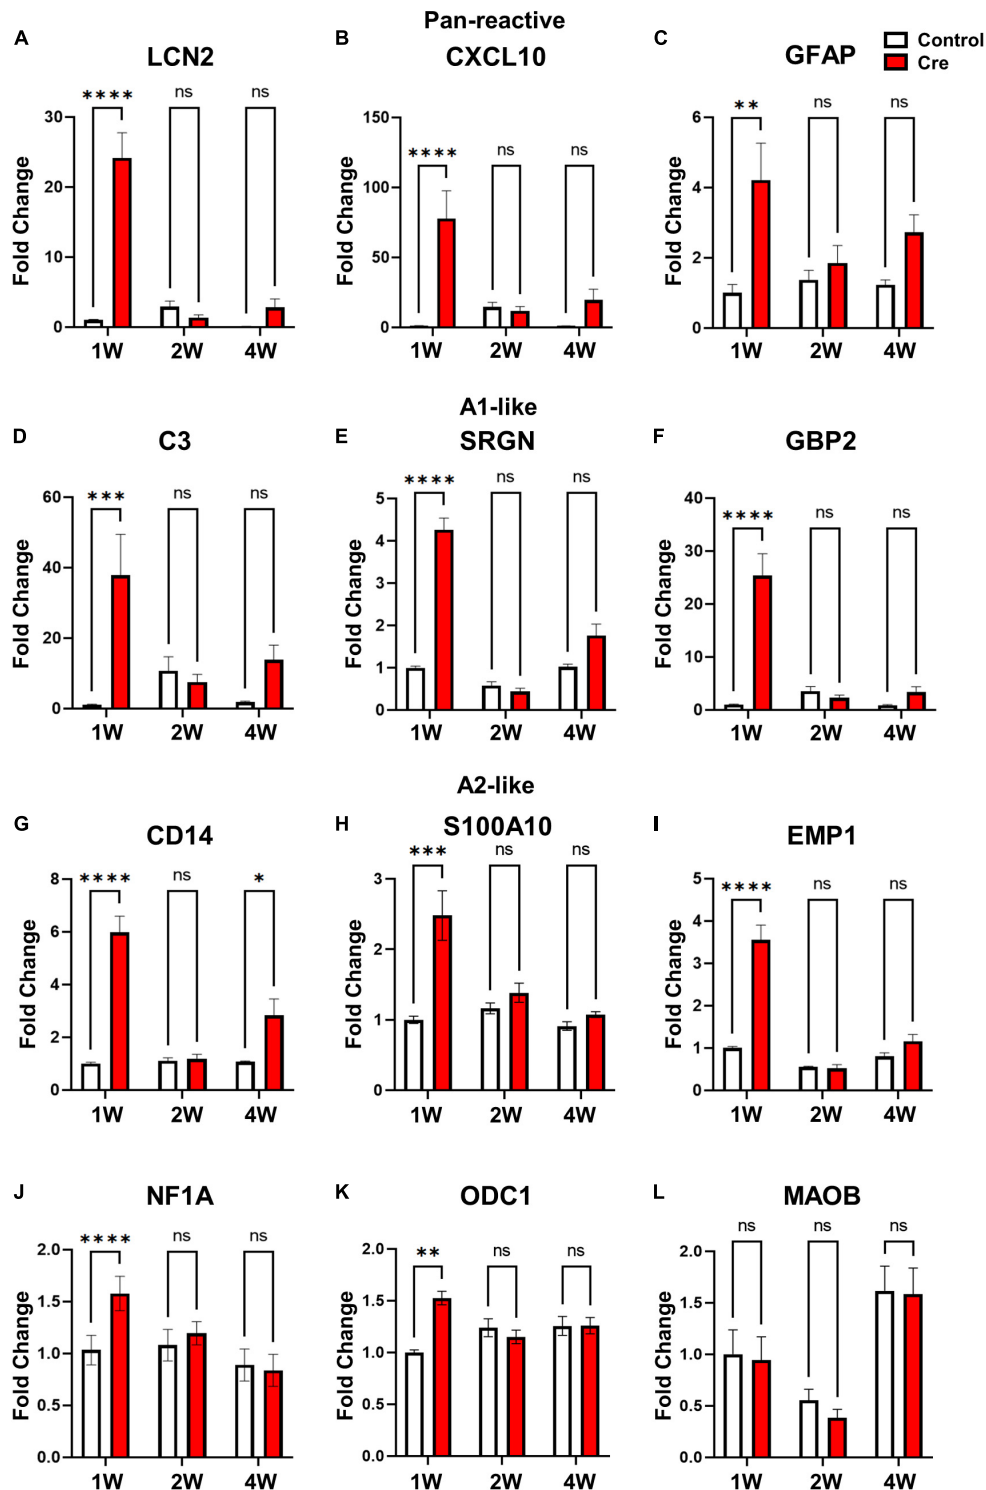 Pan-reactive
A
LCN2
B
CXCL10
C
GFAP
Control
Cre
Fold Change
30
20
10
0
****
ns
ns
1W
2W
4W
Fold Change
150
100
50
0
****
ns
ns
1W
2W
4W
Fold Change
6
4
2
0
**
ns
ns
1W
2W
4W
A1-like
D
C3
E
SRGN
F
GBP2
Fold Change
60
40
20
0
***
ns
ns
1W
2W
4W
Fold Change
5
4
3
2
1
0
****
ns
ns
1W
2W
4W
Fold Change
40
30
20
10
0
****
ns
ns
1W
2W
4W
A2-like
G
CD14
H
S100A10
I
EMP1
Fold Change
8
6
4
2
0
****
ns
*
1W
2W
4W
Fold Change
3
2
1
0
***
ns
ns
1W
2W
4W
Fold Change
5
4
3
2
1
0
****
ns
ns
1W
2W
4W
J
NF1A
K
ODC1
L
MAOB
Fold Change
2.0
1.5
1.0
0.5
0.0
****
ns
ns
1W
2W
4W
Fold Change
2.0
1.5
1.0
0.5
0.0
**
ns
ns
1W
2W
4W
Fold Change
2.0
1.5
1.0
0.5
0.0
ns
ns
ns
1W
2W
4W